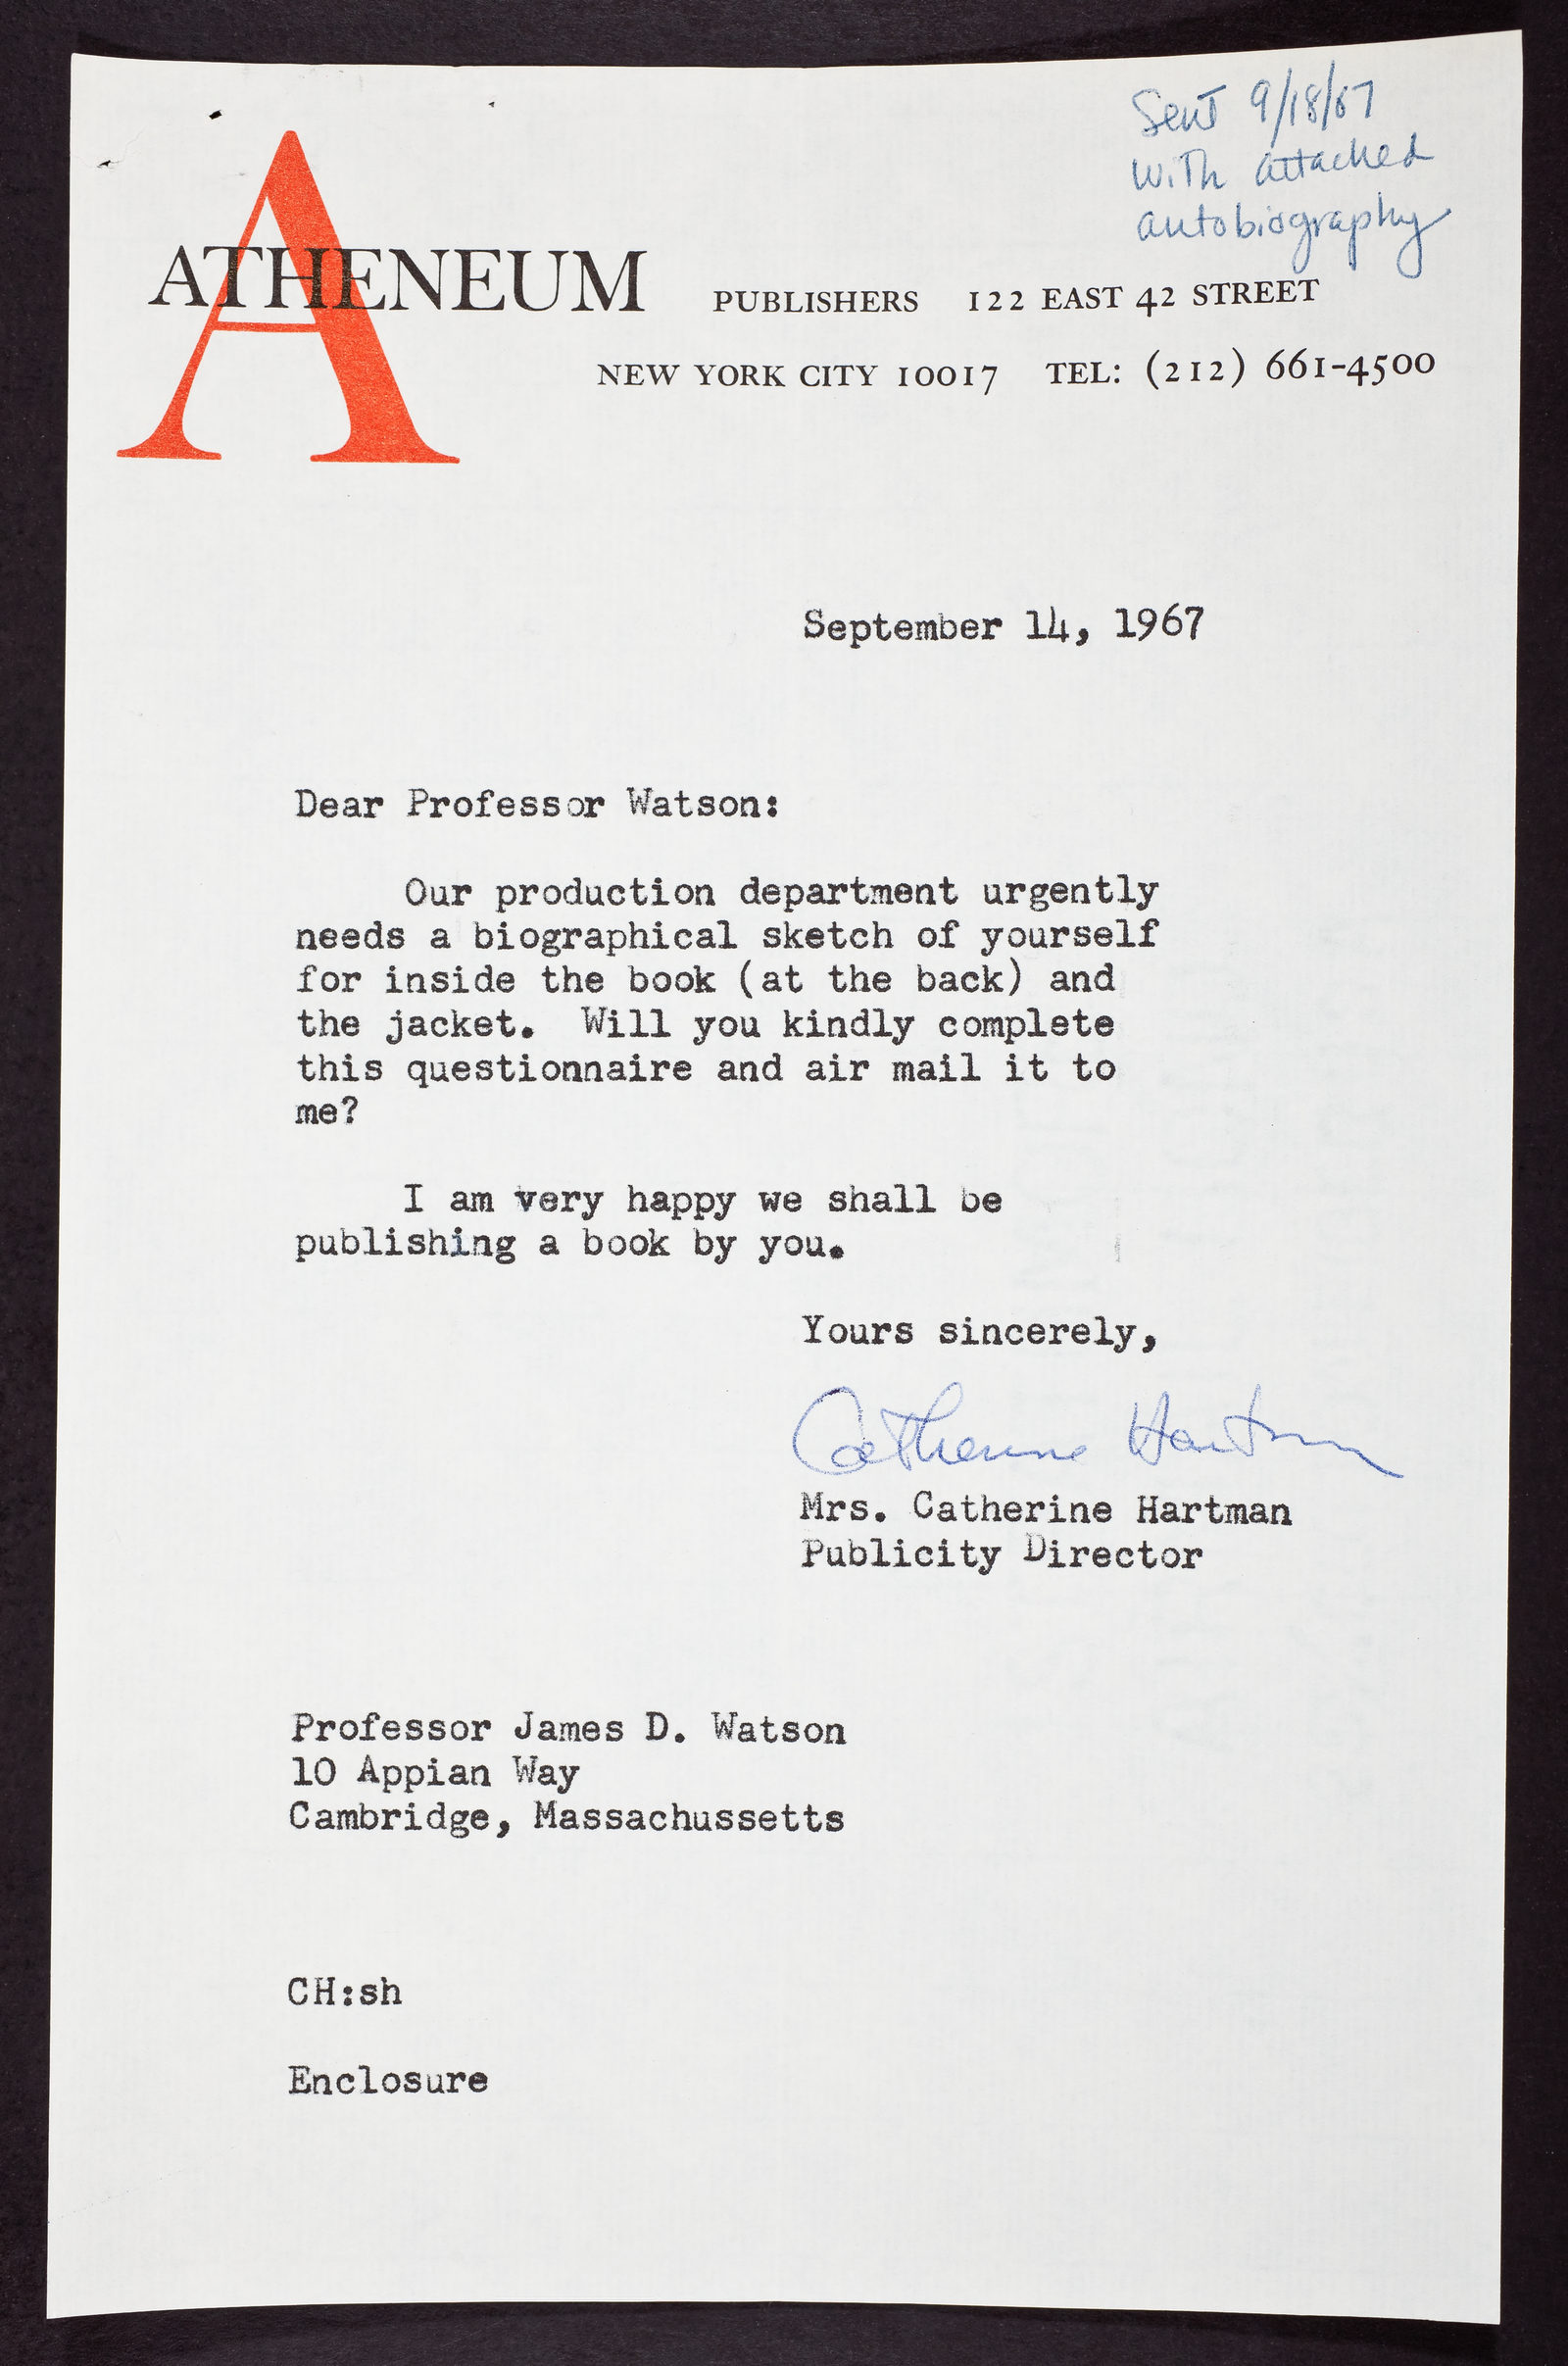 Sent 9/18/67
with attached
autobiography
A
ATHENEUM PUBLISHERS 122 EAST 42 STREET
NEW YORK CITY 10017 TEL: (212) 661-4500
September 14, 1967
Dear Professor Watson:
Our production department urgently
needs a biographical sketch of yourself
for inside the book (at the back) and
the jacket. Will you kindly complete
this questionnaire and air mail it to
me?
I am very happy we shall be
publishing a book by you.
Yours sincerely,
Catherine Hartman
Mrs. Catherine Hartman
Publicity Director
Professor James D. Watson
10 Appian Way
Cambridge, Massachussetts
CH:sh
Enclosure